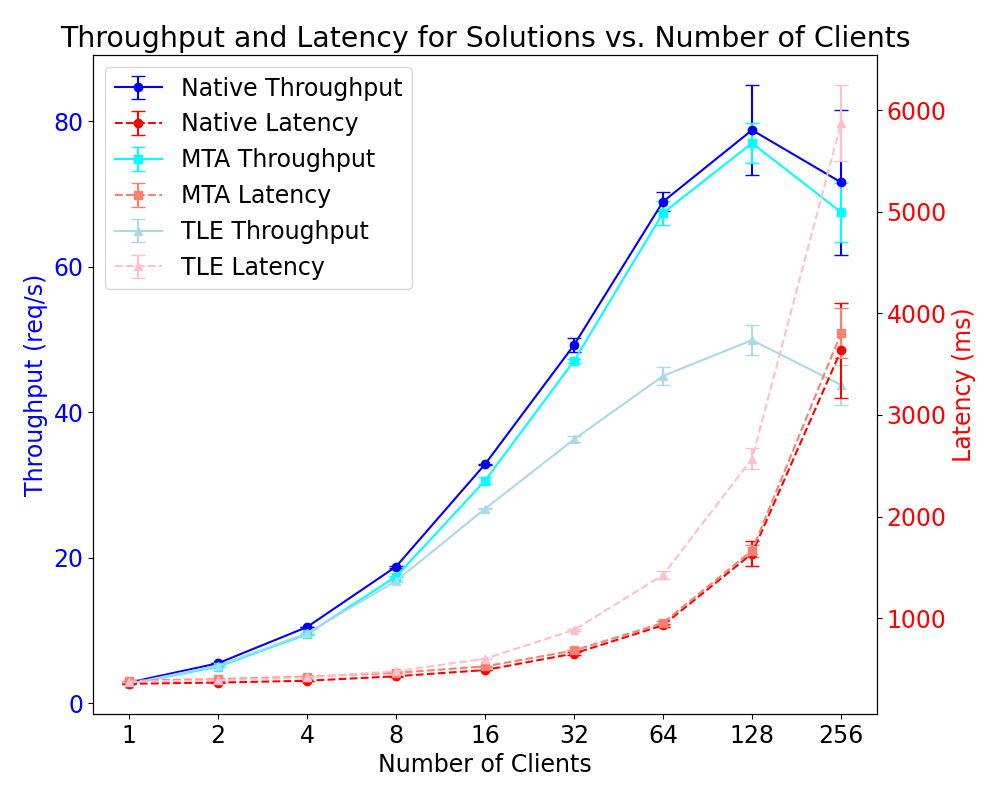 Throughput and Latency for Solutions vs. Number of Clients
Native Throughput
Native Latency
MTA Throughput
MTA Latency
TLE Throughput
TLE Latency
Throughput (req/s)
80
60
40
20
0
6000
5000
4000
3000
2000
1000
Latency (ms)
1 2 4 8 16 32 64 128 256
Number of Clients